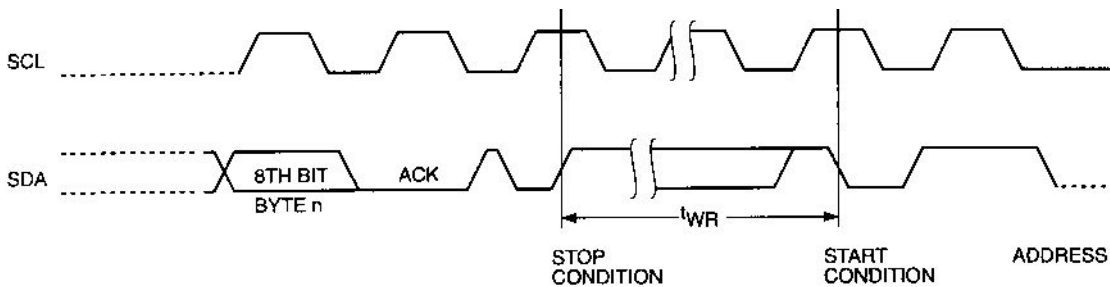 SCL
SDA
8TH BIT
ACK
BYTE n
tWR
STOP
CONDITION
START
CONDITION
ADDRESS